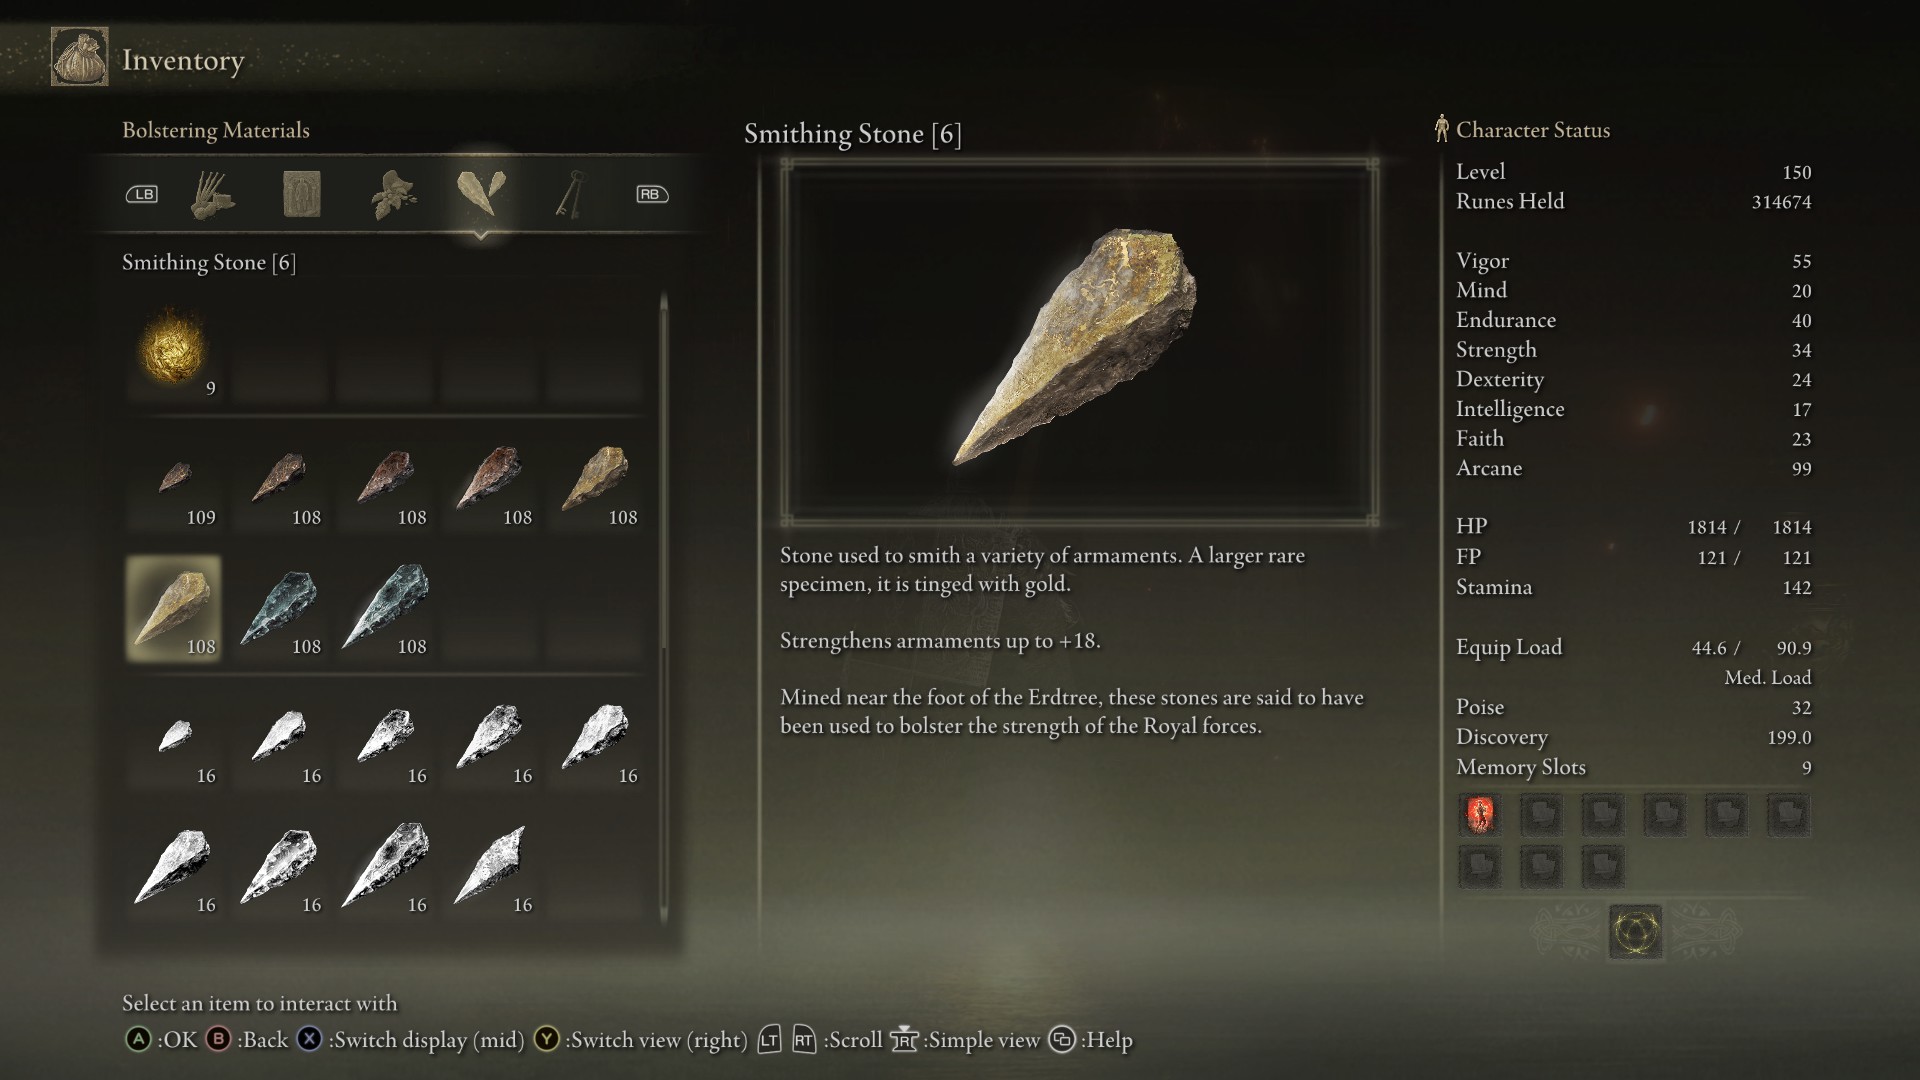 Inventory
Bolstering Materials
LB
RB
Smithing Stone [6]
9
109 108 108 108 108
108 108 108
16 16 16 16 16
16 16 16 16
Smithing Stone [6]
Stone used to smith a variety of armaments. A larger rare
specimen, it is tinged with gold.
Strengthens armaments up to +18.
Mined near the foot of the Erdtree, these stones are said to have
been used to bolster the strength of the Royal forces.
Character Status
Level 150
Runes Held 314674
Vigor 55
Mind 20
Endurance 40
Strength 34
Dexterity 24
Intelligence 17
Faith 23
Arcane 99
HP 1814 / 1814
FP 121 / 121
Stamina 142
Equip Load 44.6 / 90.9
Med. Load
Poise 32
Discovery 199.0
Memory Slots 9
Select an item to interact with
A :OK B :Back X :Switch display (mid) Y :Switch view (right) LT RT :Scroll R :Simple view :Help